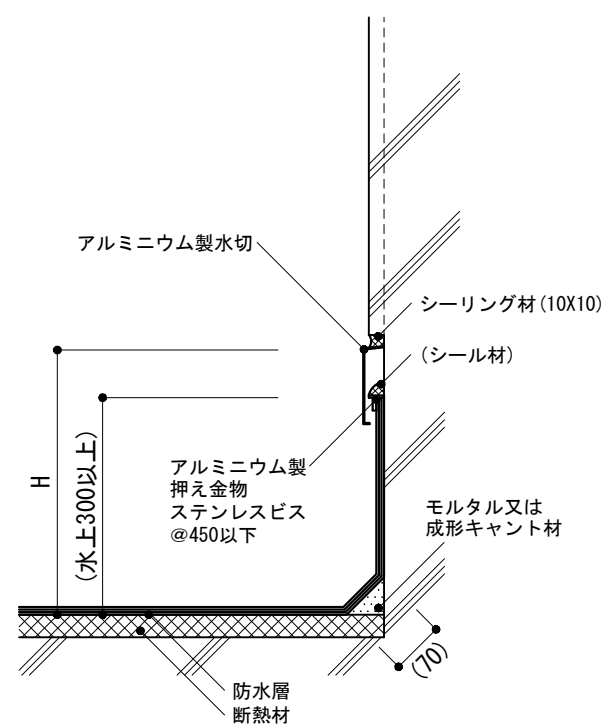 アルミニウム製水切
シーリング材(10X10)
(シール材)
H
(水上300以上)
アルミニウム製
押え金物
ステンレスビス
@450以下
モルタル又は
成形キャント材
(70)
防水層
断熱材